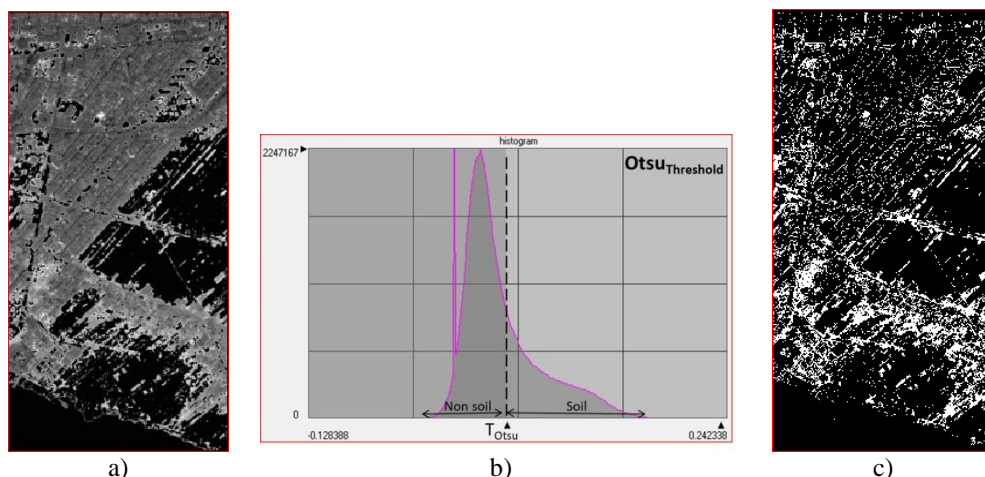 histogram
2247167
Otsu Threshold
Non soil
Soil
0
-0.128388
T Otsu
0.242338
a)
b)
c)